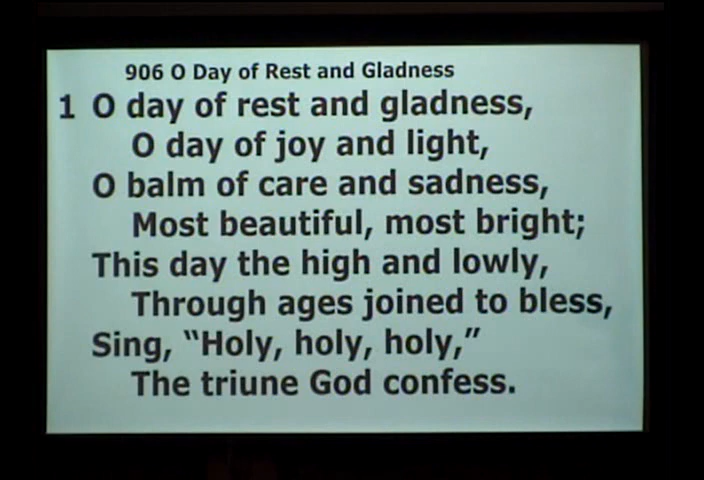 906 O Day of Rest and Gladness
1 O day of rest and gladness,
O day of joy and light,
O balm of care and sadness,
Most beautiful, most bright;
This day the high and lowly,
Through ages joined to bless,
Sing, “Holy, holy, holy,”
The triune God confess.